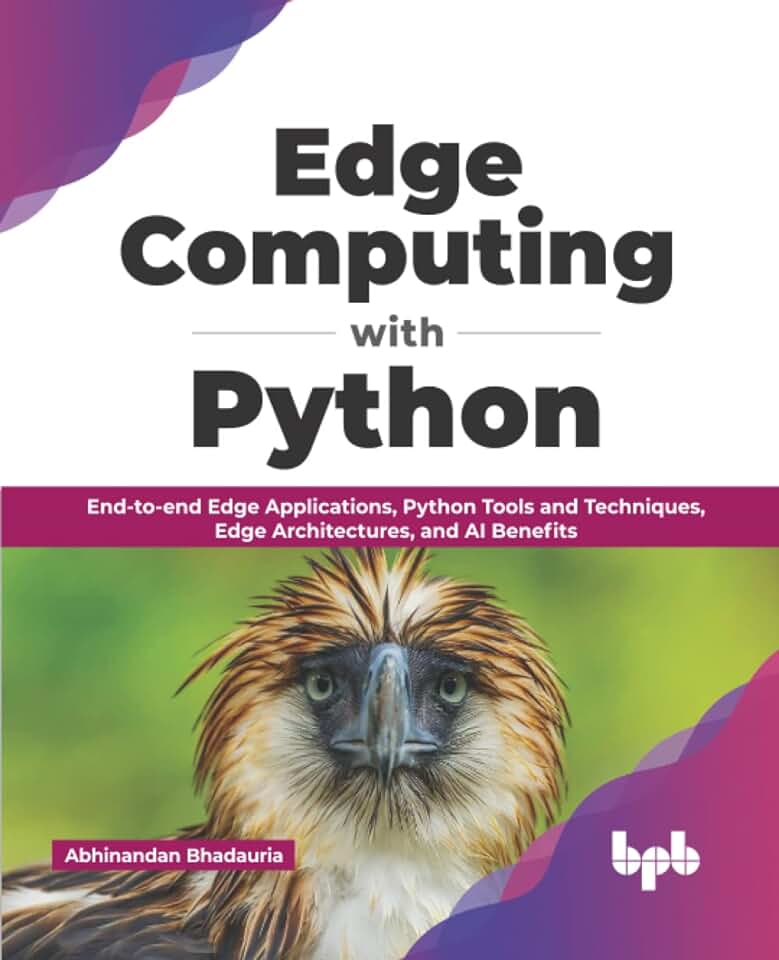 Edge
Computing
with
Python
End-to-end Edge Applications, Python Tools and Techniques,
Edge Architectures, and AI Benefits
Abhinandan Bhadauria
bpb